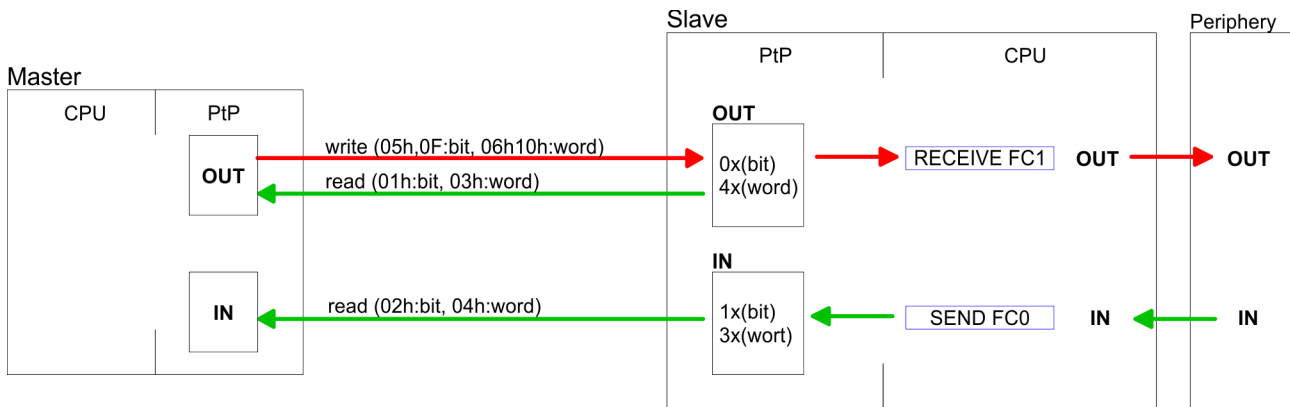 Slave
Periphery
PtP
CPU
Master
CPU
PtP
OUT
write (05h,0F:bit, 06h10h:word)
OUT
read (01h:bit, 03h:word)
0x(bit)
4x(word)
RECEIVE FC1
OUT
OUT
IN
IN
read (02h:bit, 04h:word)
1x(bit)
3x(wort)
SEND FC0
IN
IN